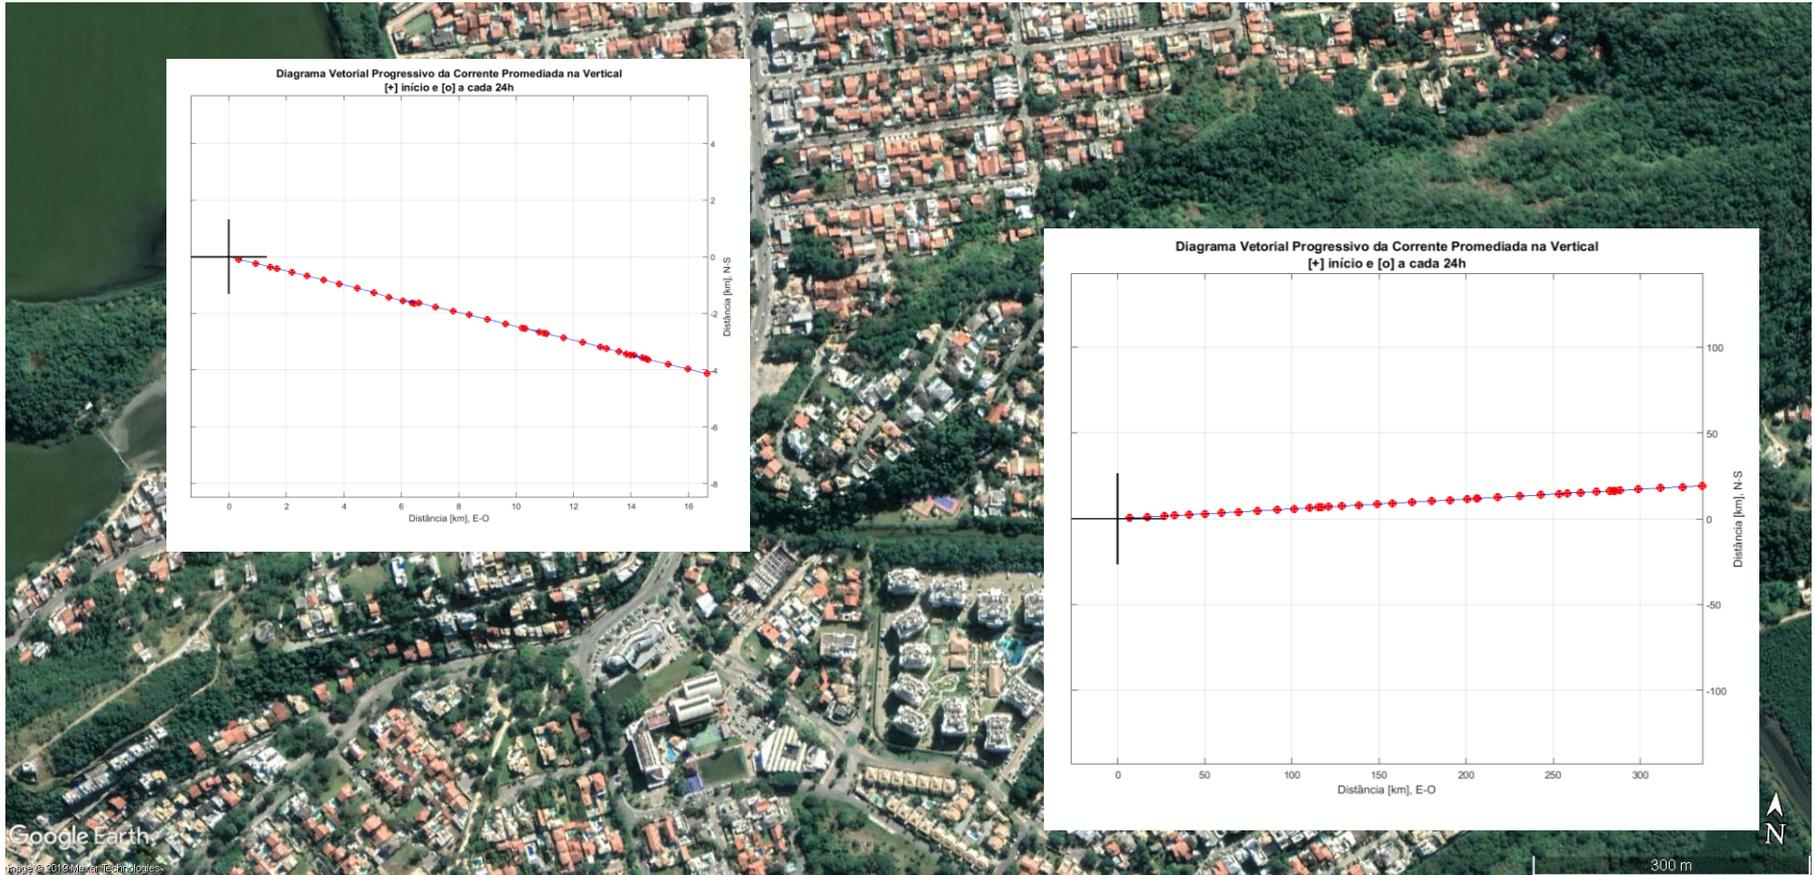 Diagrama Vetorial Progressivo da Corrente Promediada na Vertical
[+] início e [o] a cada 24h
4
2
0
-2
-4
-6
-8
Distância [km], N-S
0
2
4
6
8
10
12
14
16
Distância [km], E-O
Diagrama Vetorial Progressivo da Corrente Promediada na Vertical
[+] início e [o] a cada 24h
100
50
0
-50
-100
Distância [km], N-S
0
50
100
150
200
250
300
Distância [km], E-O
N
Google Earth
Image © 2019 Maxar Technologies
300 m